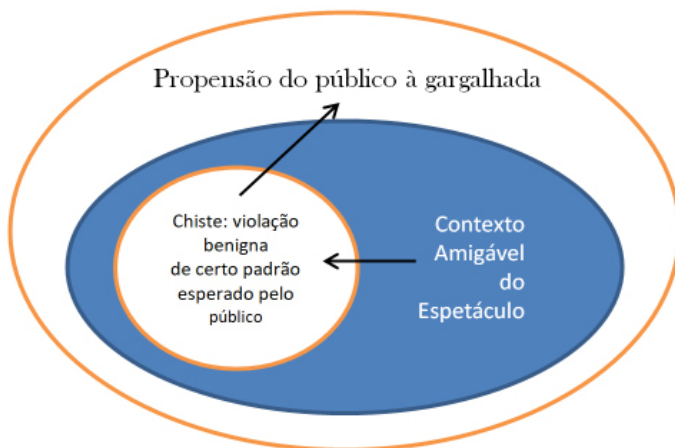 Propensão do público à gargalhada
Chiste: violação
benigna
de certo padrão
esperado pelo
público
Contexto
Amigável
do
Espetáculo